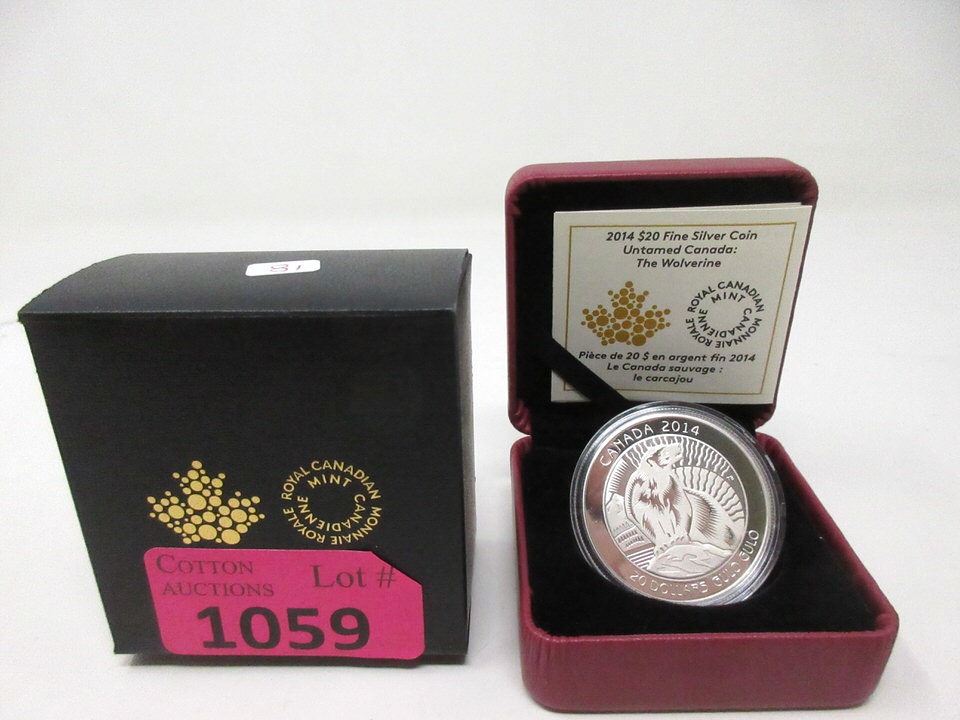 81
ROYAL CANADIAN MINT
MONNAIE ROYALE CANADIENNE
COTTON
AUCTIONS
Lot #
1059
2014 $20 Fine Silver Coin
Untamed Canada:
The Wolverine
ROYAL CANADIAN MINT
MONNAIE ROYALE CANADIENNE
Pièce de 20 $ en argent fin 2014
Le Canada sauvage :
le carcajou
CANADA 2014
20 DOLLARS GULO GULO